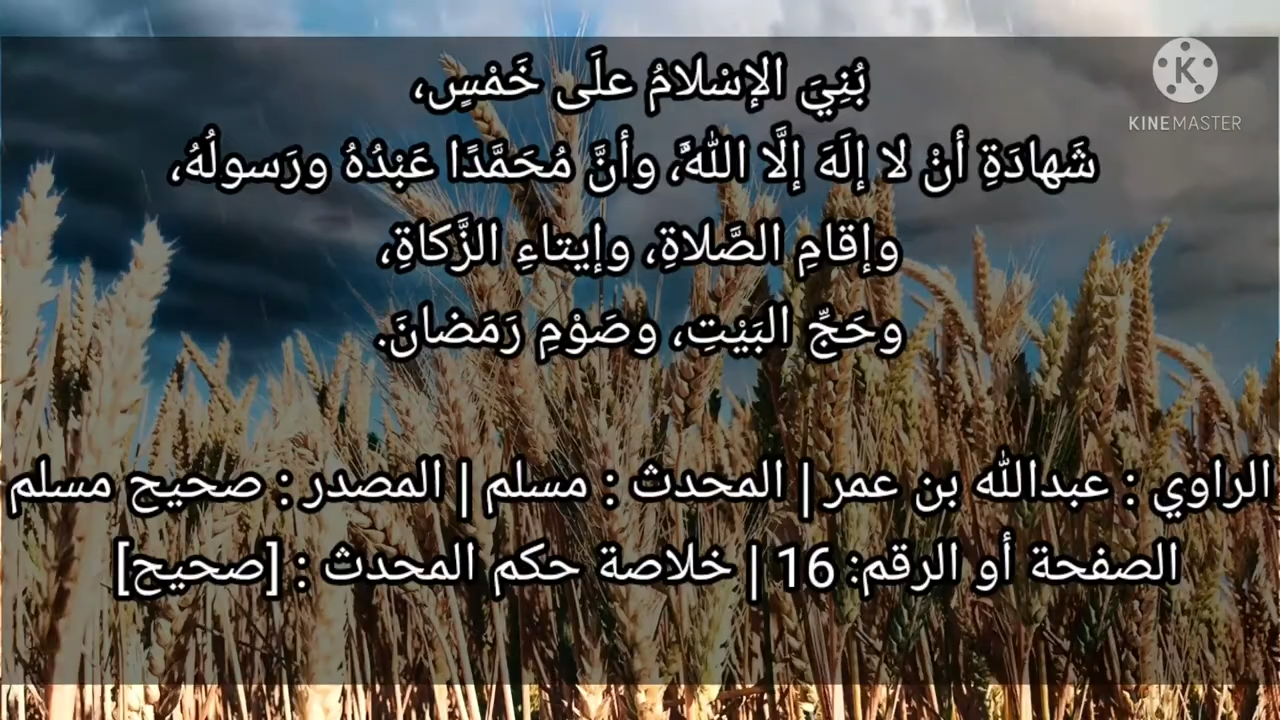 بُنِيَ الإسْلامُ علَى خَمْسٍ،
شَهادَةِ أنْ لا إلَهَ إلَّا اللَّهُ، وأنَّ مُحَمَّدًا عَبْدُهُ ورَسولُهُ،
وإقامِ الصَّلاةِ، وإيتاءِ الزَّكاةِ،
وحَجِّ البَيْتِ، وصَوْمِ رَمَضانَ.
الراوي : عبدالله بن عمر | المحدث : مسلم | المصدر : صحيح مسلم
الصفحة أو الرقم: 16 | خلاصة حكم المحدث : [صحيح]
K
KINEMASTER